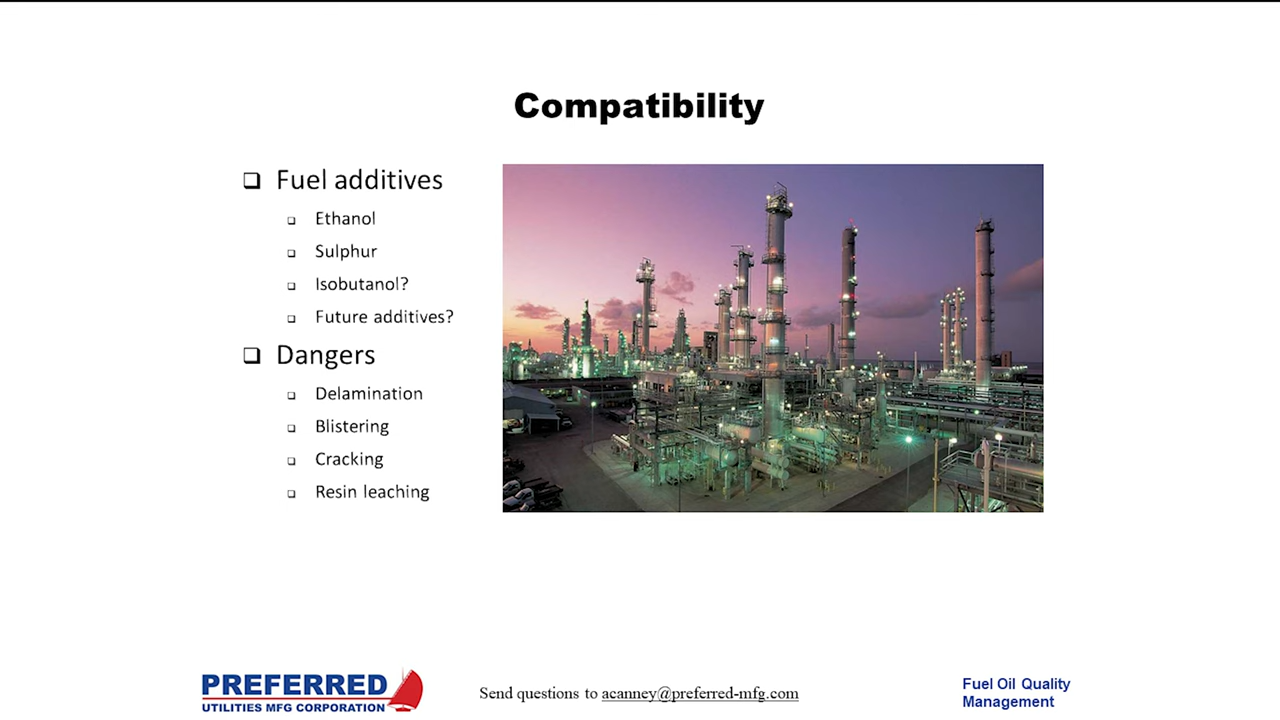 Compatibility
Fuel additives
Ethanol
Sulphur
Isobutanol?
Future additives?
Dangers
Delamination
Blistering
Cracking
Resin leaching
PREFERRED
UTILITIES MFG CORPORATION
Send questions to acanney@preferred-mfg.com
Fuel Oil Quality
Management